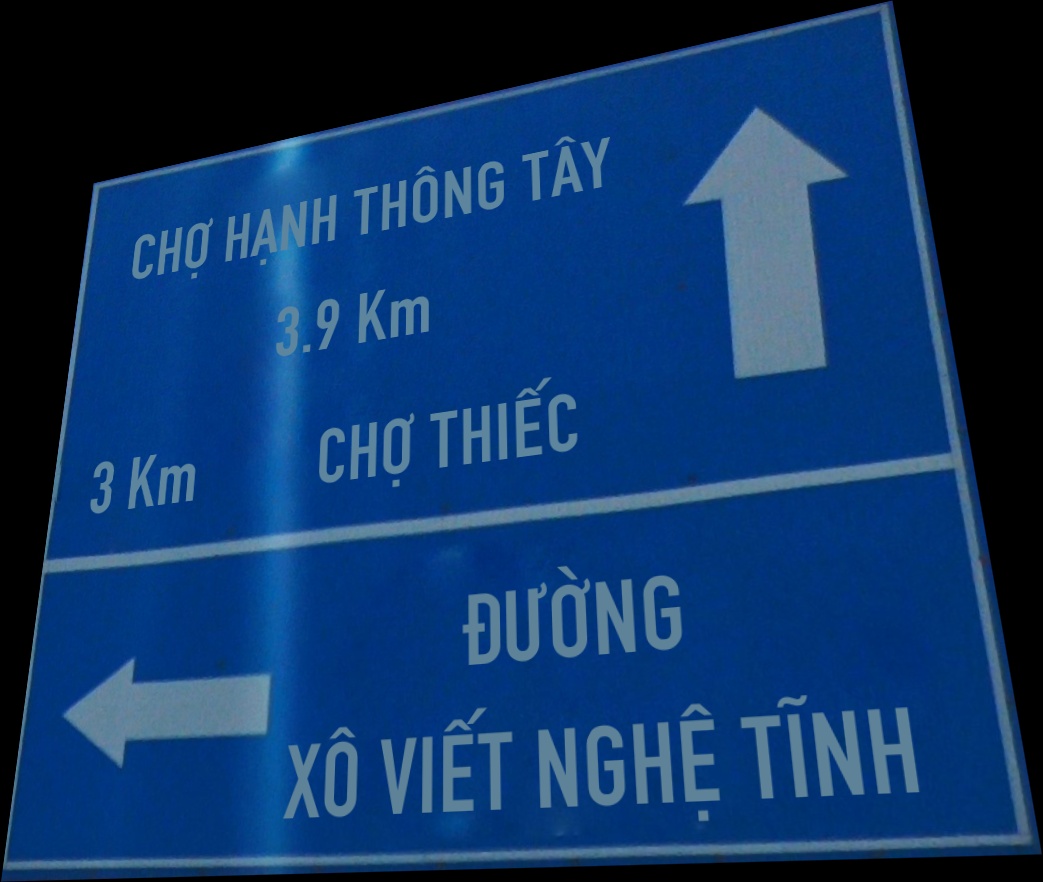 CHỢ HẠNH THÔNG TÂY
3.9 Km
3 Km CHỢ THIẾC
ĐƯỜNG
XÔ VIẾT NGHỆ TĨNH